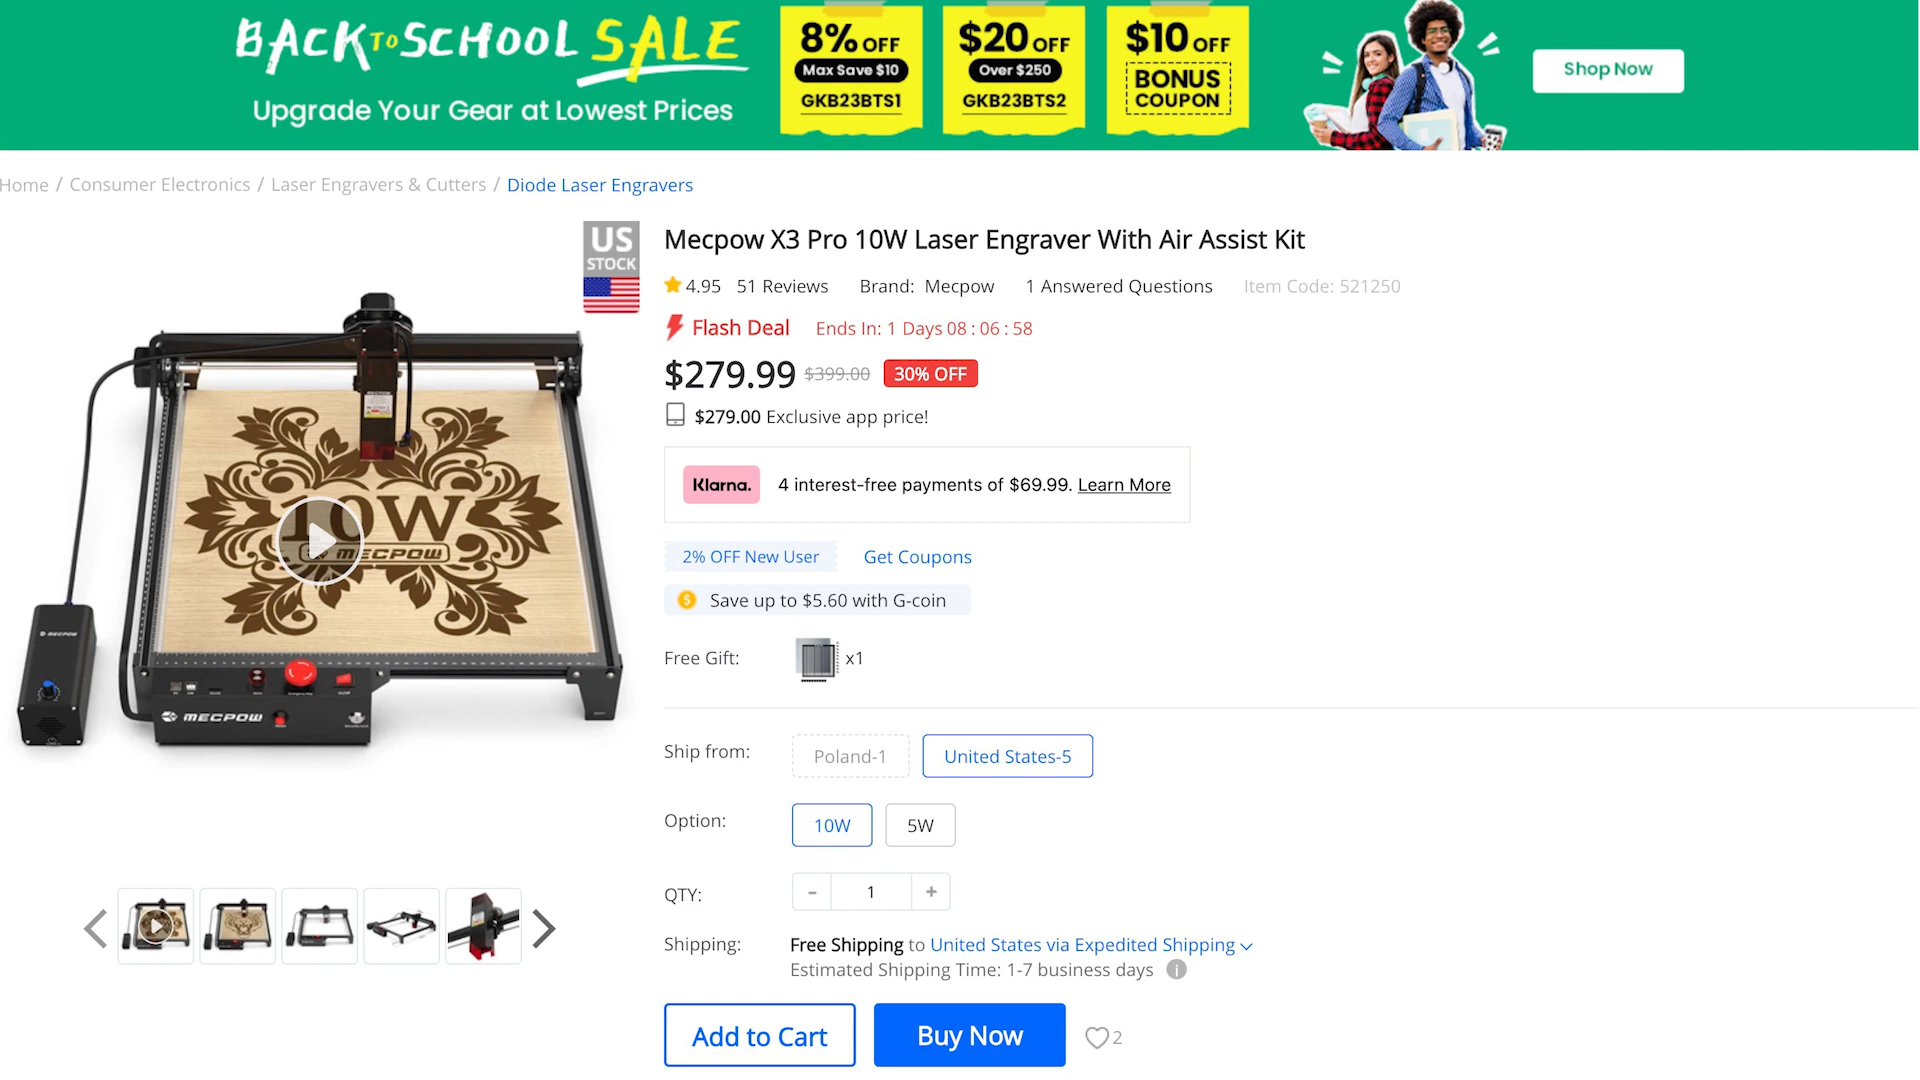 BACK TO SCHOOL SALE
Upgrade Your Gear at Lowest Prices
8% OFF
Max Save $10
GKB23BTS1
$20 OFF
Over $250
GKB23BTS2
$10 OFF
BONUS
COUPON
Shop Now
Home / Consumer Electronics / Laser Engravers & Cutters / Diode Laser Engravers
US
STOCK
10W
MECPOW
MECPOW
MECPOW
Mecpow X3 Pro 10W Laser Engraver With Air Assist Kit
4.95 51 Reviews Brand: Mecpow 1 Answered Questions Item Code: 521250
Flash Deal Ends In: 1 Days 08 : 06 : 58
$279.99 $399.00 30% OFF
$279.00 Exclusive app price!
Klarna. 4 interest-free payments of $69.99. Learn More
2% OFF New User Get Coupons
$ Save up to $5.60 with G-coin
Free Gift: x1
Ship from: Poland-1 United States-5
Option: 10W 5W
QTY: - 1 +
Shipping: Free Shipping to United States via Expedited Shipping
Estimated Shipping Time: 1-7 business days i
Add to Cart Buy Now 2